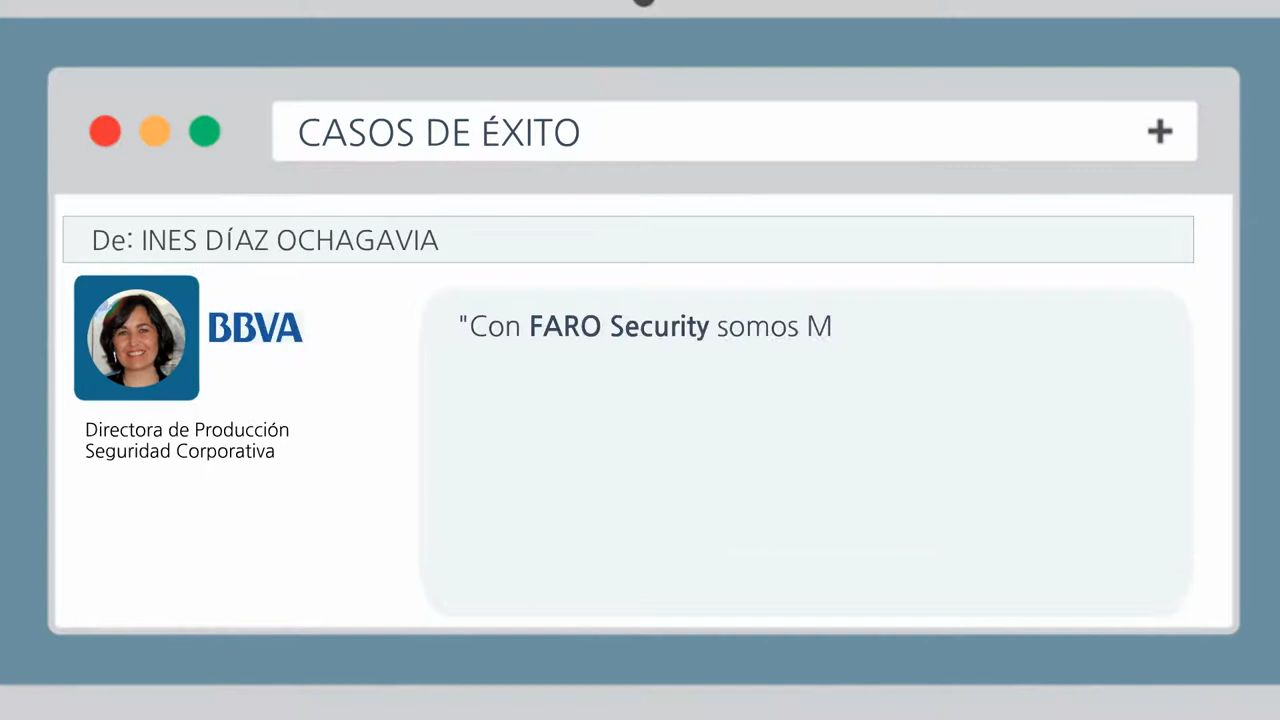 CASOS DE ÉXITO
De: INES DÍAZ OCHAGAVIA
BBVA
"Con FARO Security somos M
Directora de Producción
Seguridad Corporativa